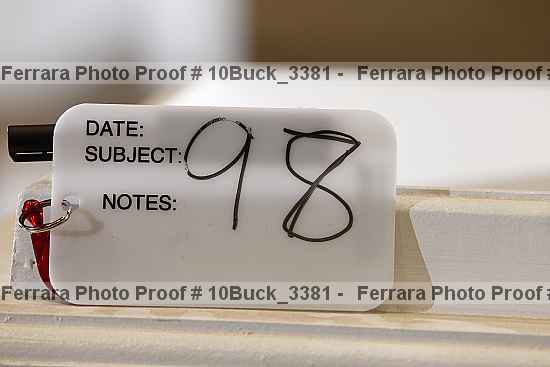 Ferrara Photo Proof # 10Buck_3381 - Ferrara Photo Proof #
DATE:
SUBJECT: 98
NOTES:
Ferrara Photo Proof # 10Buck_3381 - Ferrara Photo Proof #